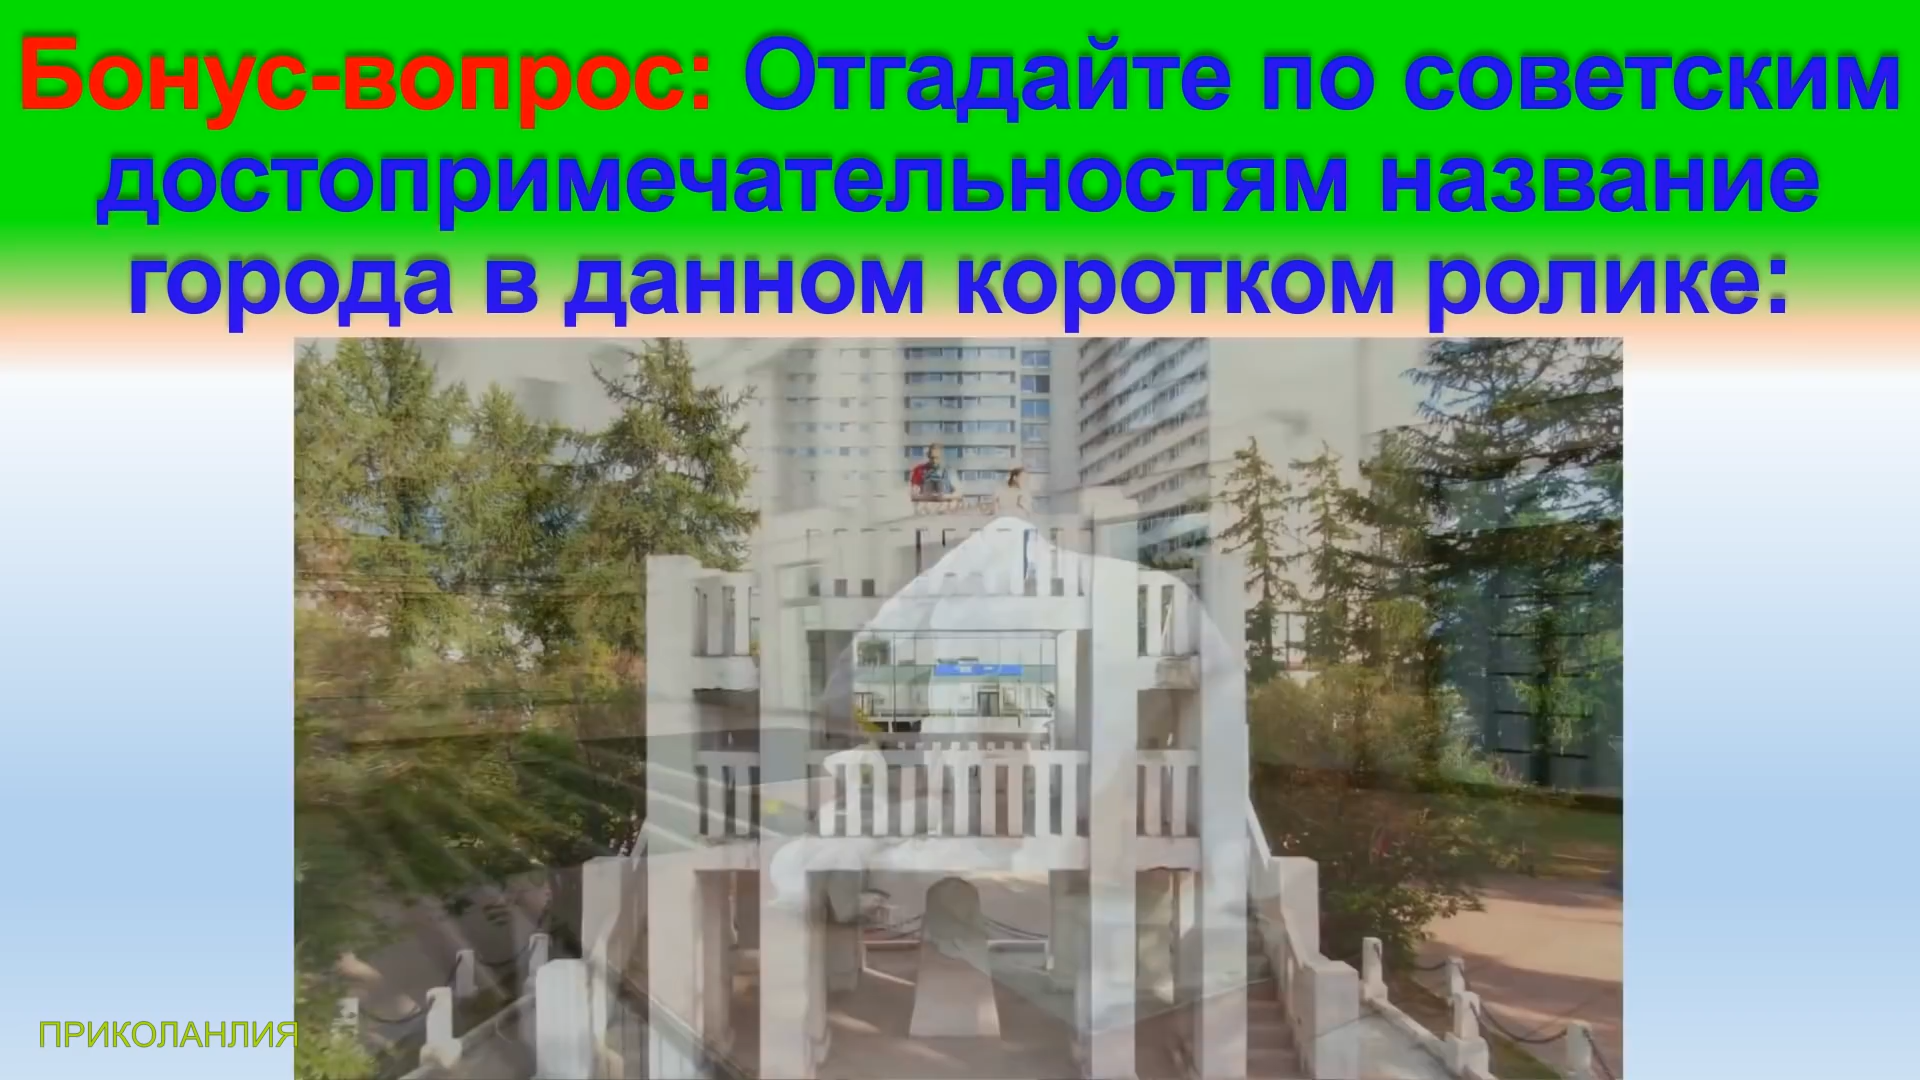 Бонус-вопрос: Отгадайте по советским
достопримечательностям название
города в данном коротком ролике:
ПРИКОЛАНЛИЯ